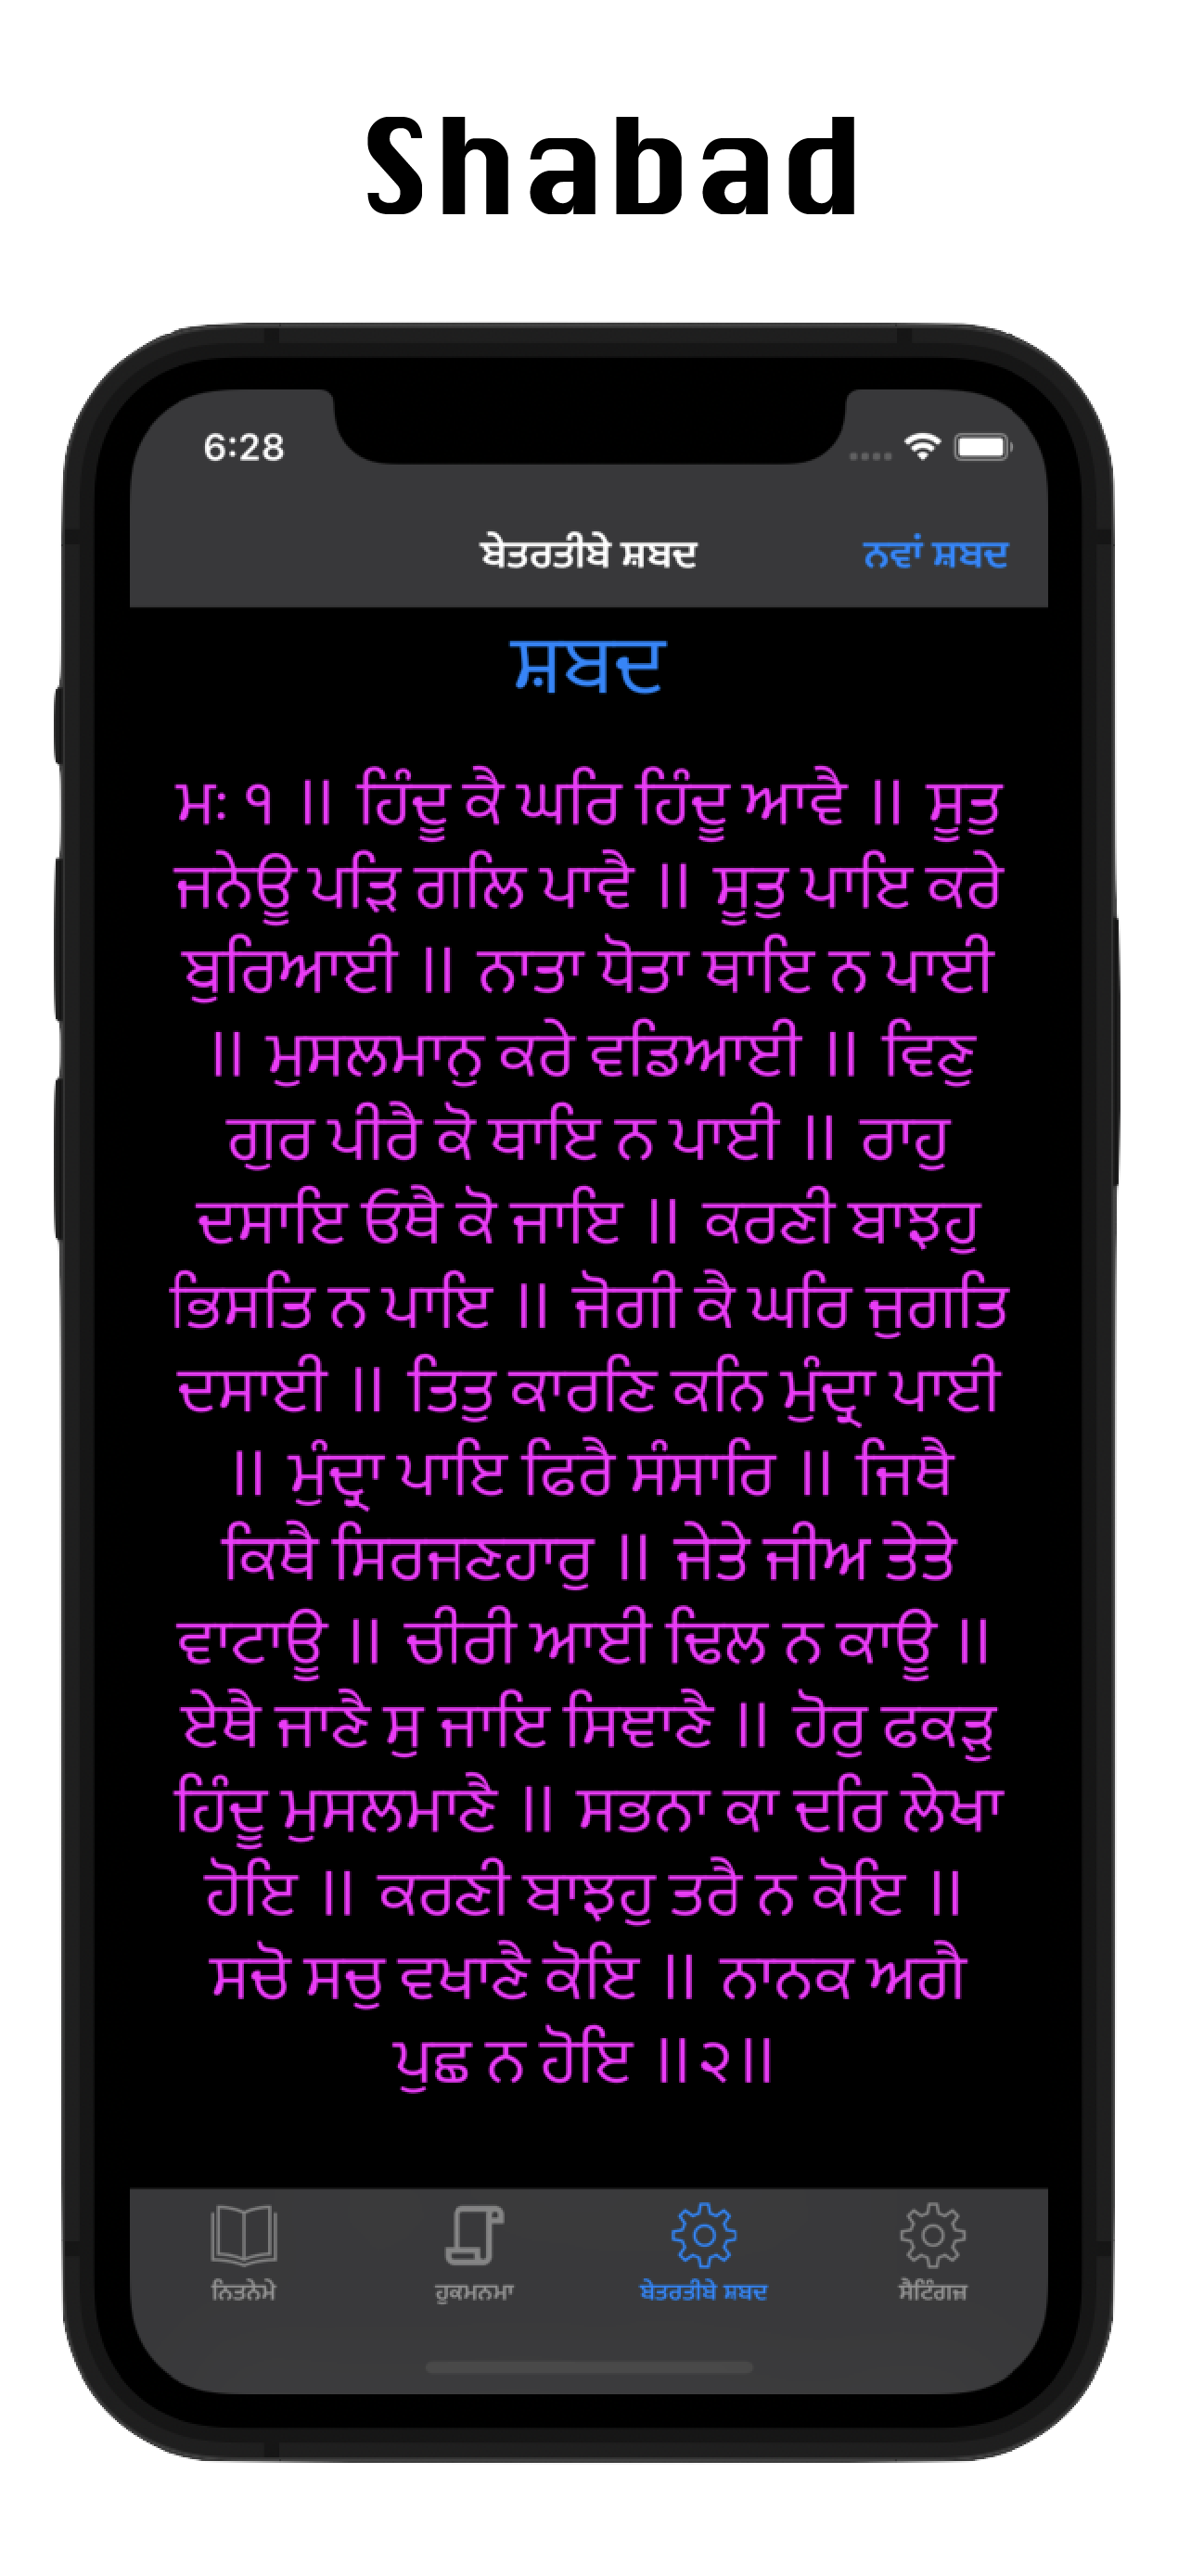 Shabad
6:28
ਬੇਤਰਤੀਬੇ ਸ਼ਬਦ
ਨਵਾਂ ਸ਼ਬਦ
ਸ਼ਬਦ
ਮਃ ੧ ॥ ਹਿੰਦੂ ਕੈ ਘਰਿ ਹਿੰਦੂ ਆਵੈ ॥ ਸੂਤੁ
ਜਨੇਊ ਪੜਿ ਗਲਿ ਪਾਵੈ ॥ ਸੂਤੁ ਪਾਇ ਕਰੇ
ਬੁਰਿਆਈ ॥ ਨਾਤਾ ਧੋਤਾ ਥਾਇ ਨ ਪਾਈ
॥ ਮੁਸਲਮਾਨੁ ਕਰੇ ਵਡਿਆਈ ॥ ਵਿਣੁ
ਗੁਰ ਪੀਰੈ ਕੋ ਥਾਇ ਨ ਪਾਈ ॥ ਰਾਹੁ
ਦਸਾਇ ਓਥੈ ਕੋ ਜਾਇ ॥ ਕਰਣੀ ਬਾਝਹੁ
ਭਿਸਤਿ ਨ ਪਾਇ ॥ ਜੋਗੀ ਕੈ ਘਰਿ ਜੁਗਤਿ
ਦਸਾਈ ॥ ਤਿਤੁ ਕਾਰਣਿ ਕਨਿ ਮੁੰਦ੍ਰਾ ਪਾਈ
॥ ਮੁੰਦ੍ਰਾ ਪਾਇ ਫਿਰੈ ਸੰਸਾਰਿ ॥ ਜਿਥੈ
ਕਿਥੈ ਸਿਰਜਣਹਾਰੁ ॥ ਜੇਤੇ ਜੀਅ ਤੇਤੇ
ਵਾਟਾਊ ॥ ਚੀਰੀ ਆਈ ਢਿਲ ਨ ਕਾਊ ॥
ਏਥੈ ਜਾਣੈ ਸੁ ਜਾਇ ਸਿਞਾਣੈ ॥ ਹੋਰੁ ਫਕੜੁ
ਹਿੰਦੂ ਮੁਸਲਮਾਣੈ ॥ ਸਭਨਾ ਕਾ ਦਰਿ ਲੇਖਾ
ਹੋਇ ॥ ਕਰਣੀ ਬਾਝਹੁ ਤਰੈ ਨ ਕੋਇ ॥
ਸਚੋ ਸਚੁ ਵਖਾਣੈ ਕੋਇ ॥ ਨਾਨਕ ਅਗੈ
ਪੁਛ ਨ ਹੋਇ ॥੨॥
ਨਿਤਨੇਮੇ
ਹੁਕਮਨਮਾ
ਬੇਤਰਤੀਬੇ ਸ਼ਬਦ
ਸੈਟਿੰਗਜ਼